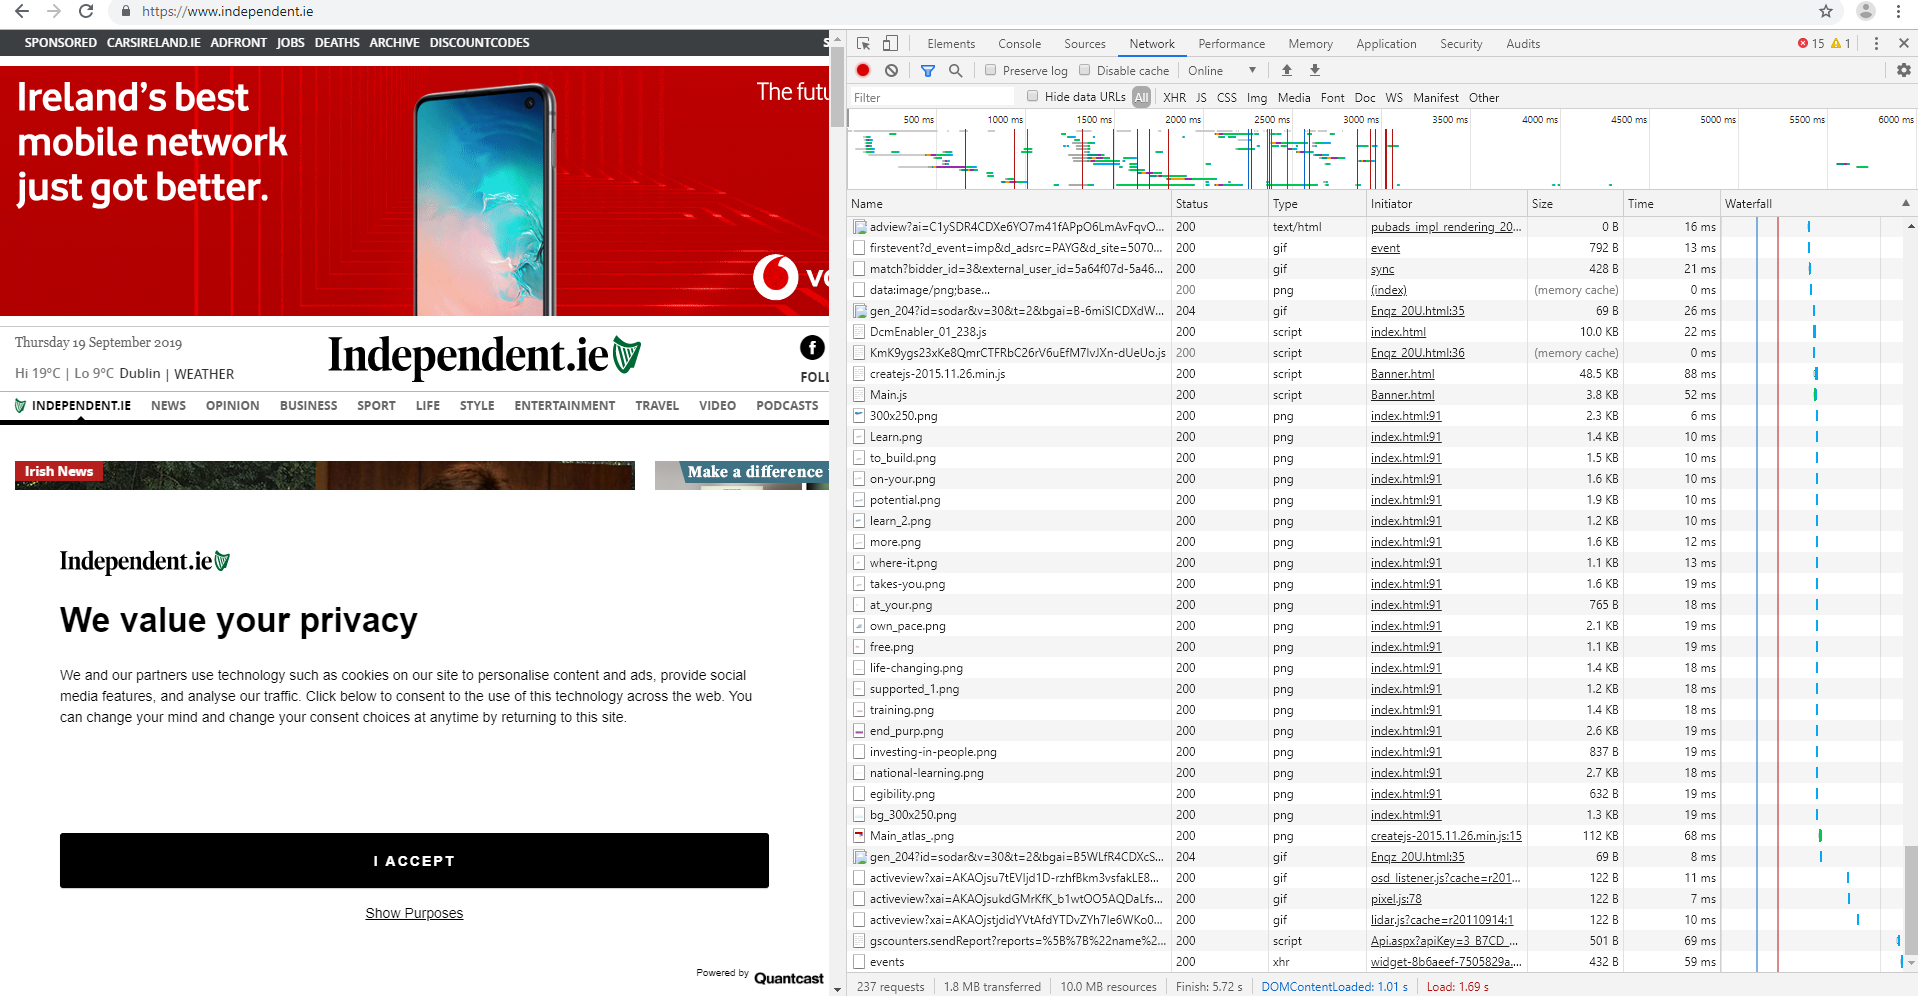 https://www.independent.ie
SPONSORED CARSIRELAND.IE ADFRONT JOBS DEATHS ARCHIVE DISCOUNTCODES
Ireland's best
mobile network
just got better.
The futu
vo
Thursday 19 September 2019
Hi 19°C | Lo 9°C Dublin | WEATHER
Independent.ie
FOLL
INDEPENDENT.IE NEWS OPINION BUSINESS SPORT LIFE STYLE ENTERTAINMENT TRAVEL VIDEO PODCASTS
Irish News
Make a difference
Independent.ie
We value your privacy
We and our partners use technology such as cookies on our site to personalise content and ads, provide social
media features, and analyse our traffic. Click below to consent to the use of this technology across the web. You
can change your mind and change your consent choices at anytime by returning to this site.
I ACCEPT
Show Purposes
Powered by Quantcast
Elements Console Sources Network Performance Memory Application Security Audits 15 1
Preserve log Disable cache Online
Filter Hide data URLs All XHR JS CSS Img Media Font Doc WS Manifest Other
500 ms 1000 ms 1500 ms 2000 ms 2500 ms 3000 ms 3500 ms 4000 ms 4500 ms 5000 ms 5500 ms 6000 ms
Name Status Type Initiator Size Time Waterfall
adview?ai=C1ySDR4CDXe6YO7m41fAPpO6LmAvFqvO... 200 text/html pubads_impl_rendering_20... 0 B 16 ms
firstevent?d_event=imp&d_adsrc=PAYG&d_site=5070... 200 gif event 792 B 13 ms
match?bidder_id=3&external_user_id=5a64f07d-5a46... 200 gif sync 428 B 21 ms
data:image/png;base... 200 png (index) (memory cache) 0 ms
gen_204?id=sodar&v=30&t=2&bgai=B-6miSICDXdW... 204 gif Enqz_20U.html:35 69 B 26 ms
DcmEnabler_01_238.js 200 script index.html 10.0 KB 22 ms
KmK9ygs23xKe8QmrCTFRbC26rV6uEfM7IvJXn-dUeUo.js 200 script Enqz_20U.html:36 (memory cache) 0 ms
createjs-2015.11.26.min.js 200 script Banner.html 48.5 KB 88 ms
Main.js 200 script Banner.html 3.8 KB 52 ms
300x250.png 200 png index.html:91 2.3 KB 6 ms
Learn.png 200 png index.html:91 1.4 KB 10 ms
to_build.png 200 png index.html:91 1.5 KB 10 ms
on-your.png 200 png index.html:91 1.6 KB 10 ms
potential.png 200 png index.html:91 1.9 KB 10 ms
learn_2.png 200 png index.html:91 1.2 KB 10 ms
more.png 200 png index.html:91 1.6 KB 12 ms
where-it.png 200 png index.html:91 1.1 KB 13 ms
takes-you.png 200 png index.html:91 1.6 KB 19 ms
at_your.png 200 png index.html:91 765 B 18 ms
own_pace.png 200 png index.html:91 2.1 KB 19 ms
free.png 200 png index.html:91 1.1 KB 19 ms
life-changing.png 200 png index.html:91 1.4 KB 18 ms
supported_1.png 200 png index.html:91 1.2 KB 18 ms
training.png 200 png index.html:91 1.4 KB 18 ms
end_purp.png 200 png index.html:91 2.6 KB 19 ms
investing-in-people.png 200 png index.html:91 837 B 19 ms
national-learning.png 200 png index.html:91 2.7 KB 18 ms
egibility.png 200 png index.html:91 632 B 19 ms
bg_300x250.png 200 png index.html:91 1.3 KB 19 ms
Main_atlas_.png 200 png createjs-2015.11.26.min.js:15 112 KB 68 ms
gen_204?id=sodar&v=30&t=2&bgai=B5WLfR4CDXcS... 204 gif Enqz_20U.html:35 69 B 8 ms
activeview?xai=AKAOjsu7tEVIjd1D-rzhfBkm3vsfakLE8... 200 gif osd_listener.js?cache=r201... 122 B 11 ms
activeview?xai=AKAOjsukdGMrKfK_b1wtOO5AQDaLfs... 200 gif pixel.js:78 122 B 7 ms
activeview?xai=AKAOjstjdidYVtAfdYTDvZYh7Ie6WKo0... 200 gif lidar.js?cache=r20110914:1 122 B 10 ms
gscounters.sendReport?reports=%5B%7B%22name%2... 200 script Api.aspx?apiKey=3_B7CD_... 501 B 69 ms
events 200 xhr widget-8b6aeef-7505829a... 432 B 59 ms
237 requests 1.8 MB transferred 10.0 MB resources Finish: 5.72 s DOMContentLoaded: 1.01 s Load: 1.69 s